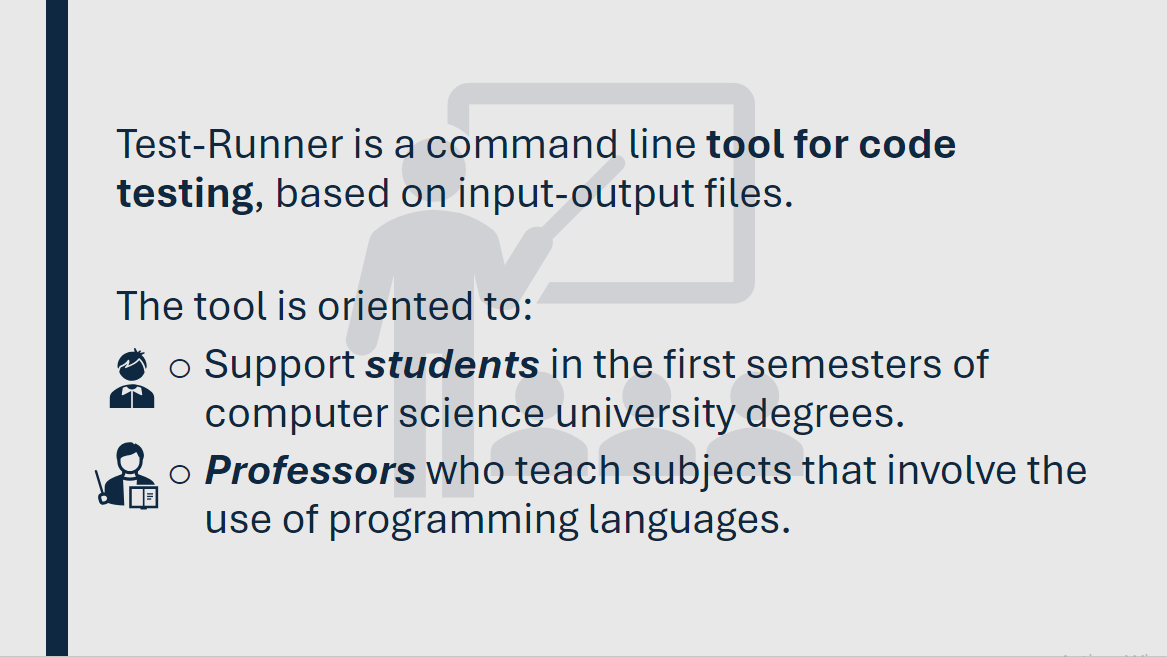 Test-Runner is a command line tool for code
testing, based on input-output files.
The tool is oriented to:
○ Support students in the first semesters of
computer science university degrees.
○ Professors who teach subjects that involve the
use of programming languages.